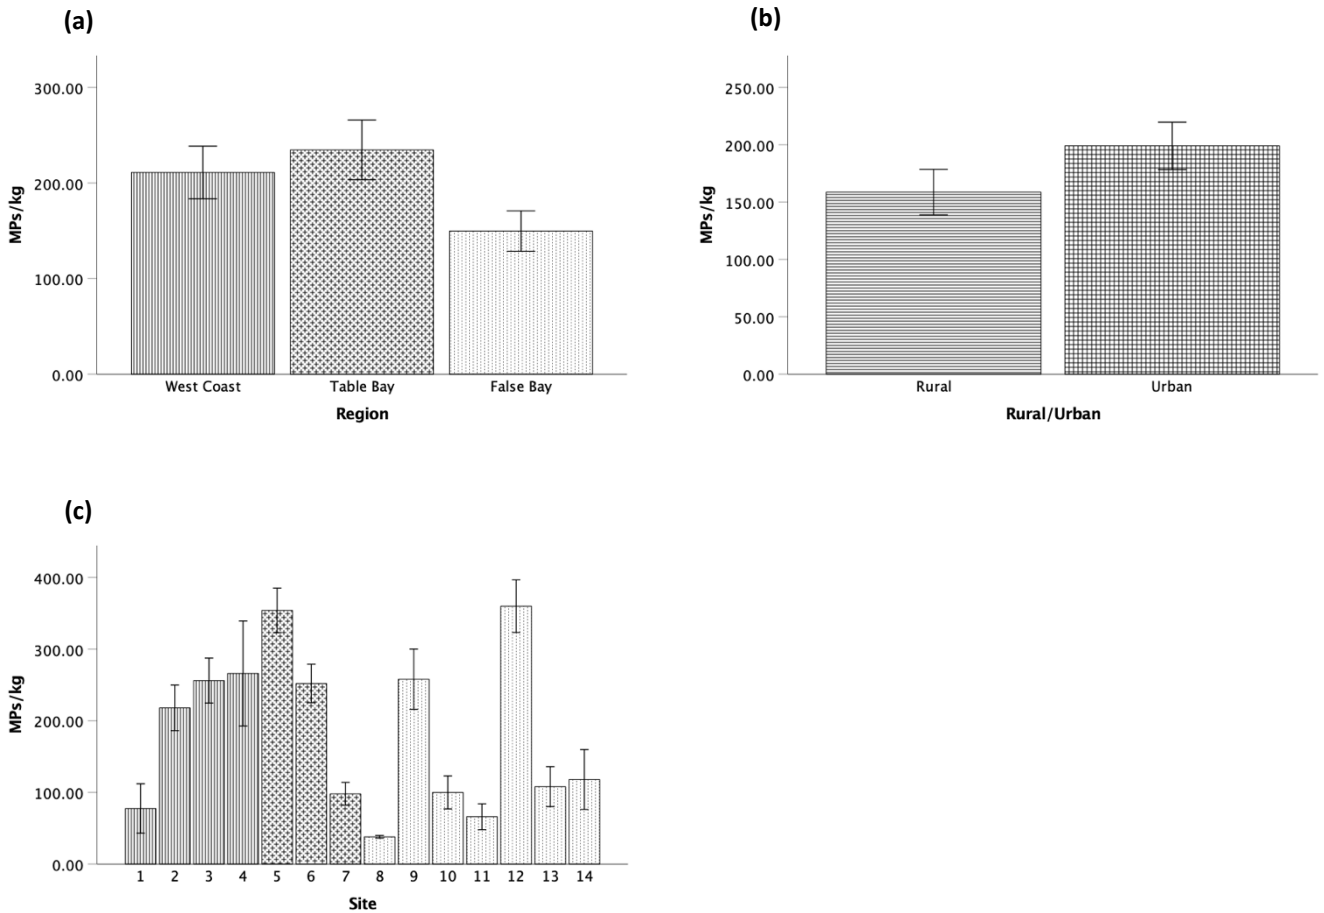 (a)
300.00
200.00
100.00
0.00
MPs/kg
West Coast
Table Bay
False Bay
Region
(b)
250.00
200.00
150.00
100.00
50.00
0.00
MPs/kg
Rural
Urban
Rural/Urban
(c)
400.00
300.00
200.00
100.00
0.00
MPs/kg
1 2 3 4 5 6 7 8 9 10 11 12 13 14
Site